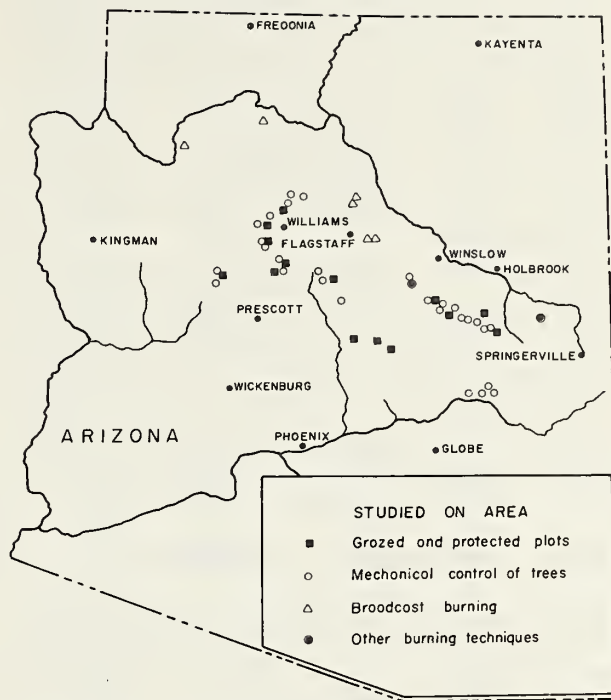 FREDONIA
KAYENTA
WILLIAMS
FLAGSTAFF
KINGMAN
WINSLOW
HOLBROOK
PRESCOTT
SPRINGERVILLE
WICKENBURG
ARIZONA
PHOENIX
GLOBE
STUDIED ON AREA
Grozed ond protected plots
Mechonicol control of trees
Broodcost burning
Other burning techniques